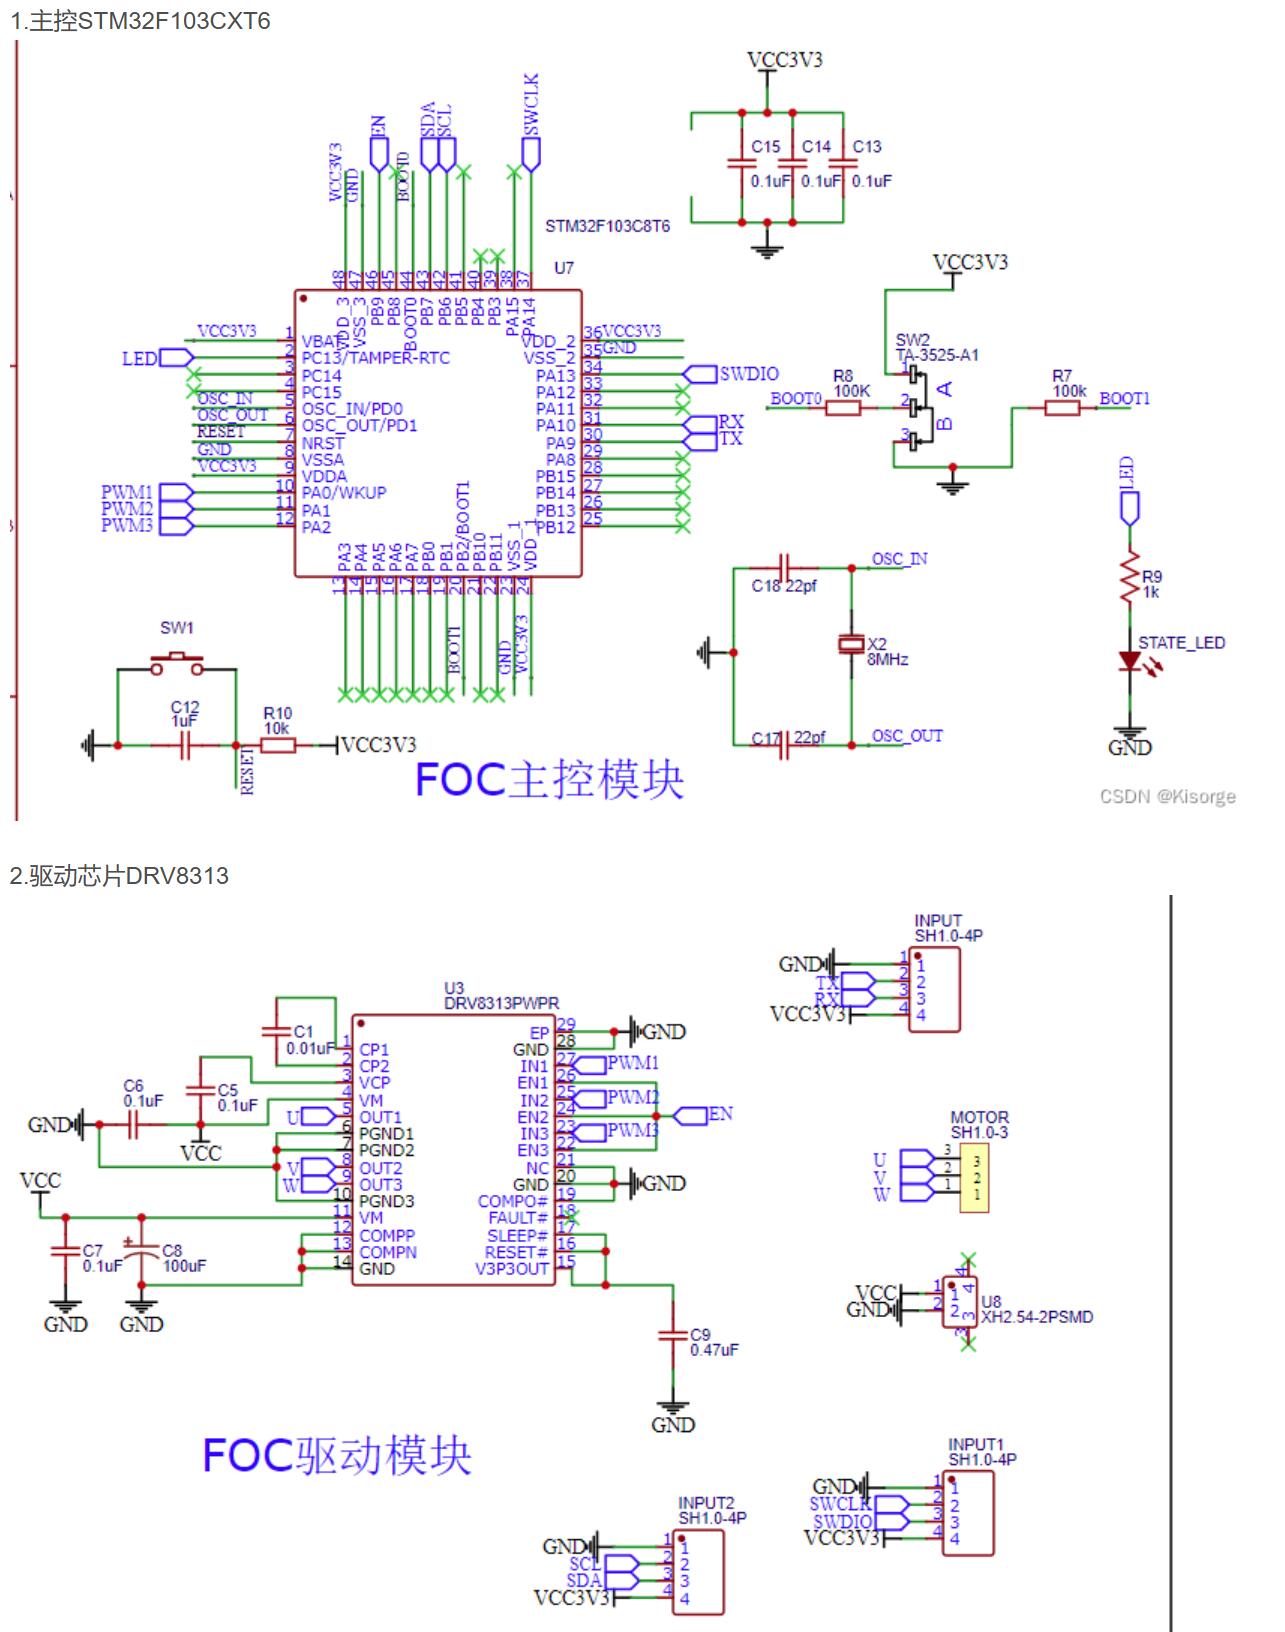 1.主控STM32F103CXT6
VCC3V3
EN
SDA
SCL
SWCLK
VCC3V3
GND
BOOT0
C15
0.1uF
C14
0.1uF
C13
0.1uF
STM32F103C8T6
U7
48 47 46 45 44 43 42 41 40 39 38 37
VDD_3
VSS_3
PB9
PB8
BOOT0
PB7
PB6
PB5
PB4
PB3
PA15
PA14
VCC3V3 1 VBAT
LED 2 PC13/TAMPER-RTC
3 PC14
4 PC15
OSC_IN 5 OSC_IN/PD0
OSC_OUT 6 OSC_OUT/PD1
RESET 7 NRST
GND 8 VSSA
VCC3V3 9 VDDA
PWM1 10 PA0/WKUP
PWM2 11 PA1
PWM3 12 PA2
VDD_2 36 VCC3V3
VSS_2 35 GND
PA13 34 SWDIO
PA12 33
PA11 32
PA10 31 RX
PA9 30 TX
PA8 29
PB15 28
PB14 27
PB13 26
PB12 25
PA3
PA4
PA5
PA6
PA7
PB0
PB1
PB2/BOOT1
PB10
PB11
VSS_1
VDD_1
13 14 15 16 17 18 19 20 21 22 23 24
BOOT1
GND
VCC3V3
VCC3V3
SW2
TA-3525-A1
1
2
3
A
B
BOOT0
R8
100K
R7
100k
BOOT1
LED
R9
1k
STATE_LED
GND
C18 22pf
OSC_IN
X2
8MHz
C17 22pf
OSC_OUT
SW1
C12
1uF
R10
10k
VCC3V3
RESET
FOC主控模块
CSDN @Kisorge
2.驱动芯片DRV8313
U3
DRV8313PWPR
C1
0.01uF
C5
0.1uF
C6
0.1uF
GND
VCC
VCC
C7
0.1uF
C8
100uF
GND
GND
1 CP1
2 CP2
3 VCP
4 VM
U 5 OUT1
6 PGND1
7 PGND2
V 8 OUT2
W 9 OUT3
10 PGND3
11 VM
12 COMPP
13 COMPN
14 GND
EP 29 GND
GND 28
IN1 27 PWM1
EN1 26
IN2 25 PWM2
EN2 24 EN
IN3 23 PWM3
EN3 22
NC 21
GND 20 GND
COMPO# 19
FAULT# 18
SLEEP# 17
RESET# 16
V3P3OUT 15
C9
0.47uF
GND
INPUT
SH1.0-4P
GND 1 1
TX 2 2
RX 3 3
VCC3V3 4 4
MOTOR
SH1.0-3
U 3 3
V 2 2
W 1 1
VCC 1 1
GND 2 2
4 4
3 3
U8
XH2.54-2PSMD
FOC驱动模块
INPUT1
SH1.0-4P
GND 1 1
SWCLK 2 2
SWDIO 3 3
VCC3V3 4 4
INPUT2
SH1.0-4P
GND 1 1
SCL 2 2
SDA 3 3
VCC3V3 4 4